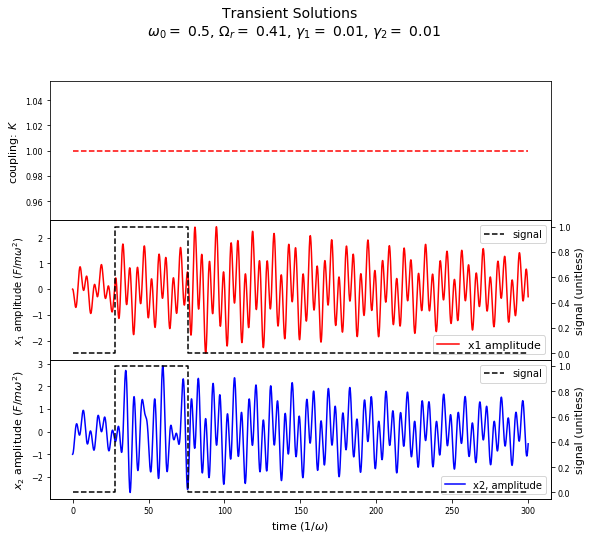 Transient Solutions
ω₀ = 0.5, Ωᵣ = 0.41, γ₁ = 0.01, γ₂ = 0.01
coupling: K
1.04
1.02
1.00
0.98
0.96
x₁ amplitude (F/mω²)
2
1
0
−1
−2
signal
x1 amplitude
1.0
0.8
0.6
0.4
0.2
0.0
signal (unitless)
x₂ amplitude (F/mω²)
3
2
1
0
−1
−2
signal
x2, amplitude
1.0
0.8
0.6
0.4
0.2
0.0
signal (unitless)
0 50 100 150 200 250 300
time (1/ω)